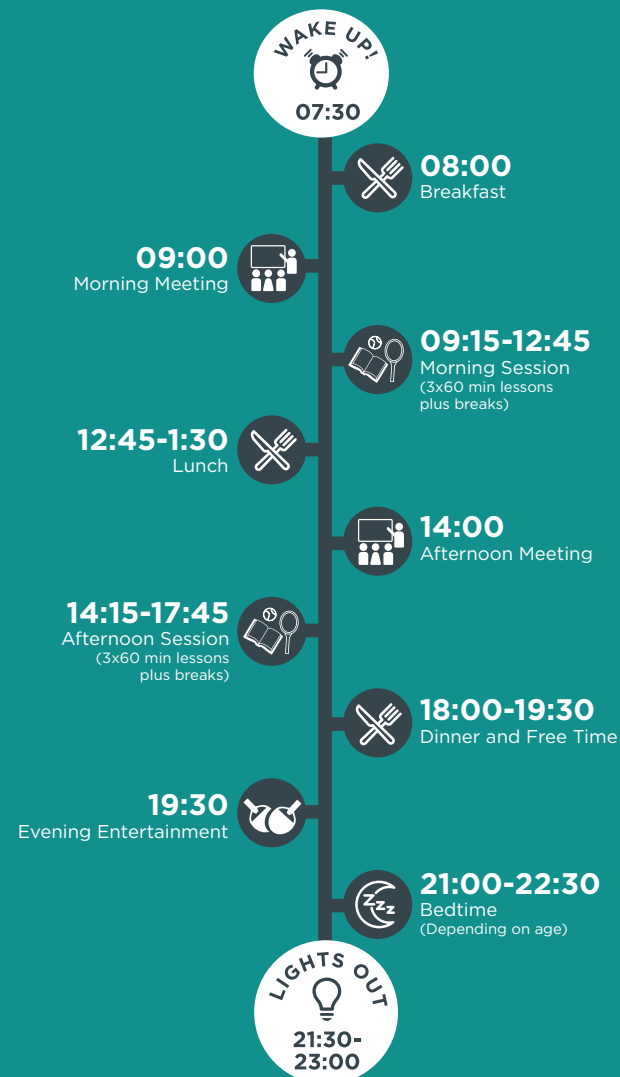 WAKE UP!
07:30
08:00
Breakfast
09:00
Morning Meeting
09:15-12:45
Morning Session
(3x60 min lessons
plus breaks)
12:45-1:30
Lunch
14:00
Afternoon Meeting
14:15-17:45
Afternoon Session
(3x60 min lessons
plus breaks)
18:00-19:30
Dinner and Free Time
19:30
Evening Entertainment
21:00-22:30
Bedtime
(Depending on age)
zzz
LIGHTS OUT
21:30-
23:00